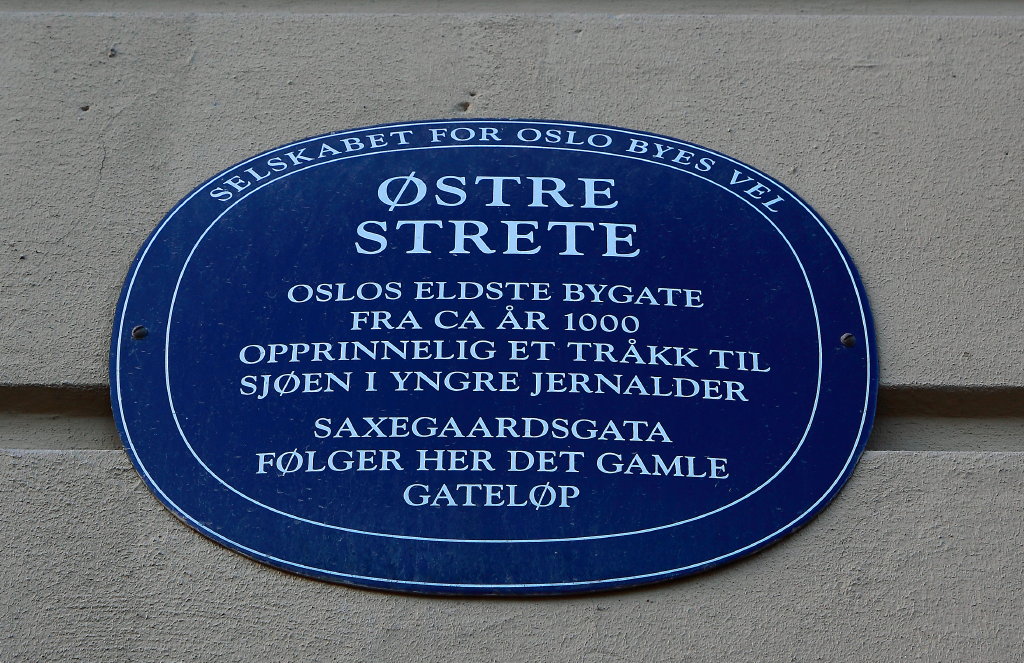 SELSKABET FOR OSLO BYES VEL
ØSTRE
STRETE
OSLOS ELDSTE BYGATE
FRA CA ÅR 1000
OPPRINNELIG ET TRÅKK TIL
SJØEN I YNGRE JERNALDER
SAXEGAARDSGATA
FØLGER HER DET GAMLE
GATELØP